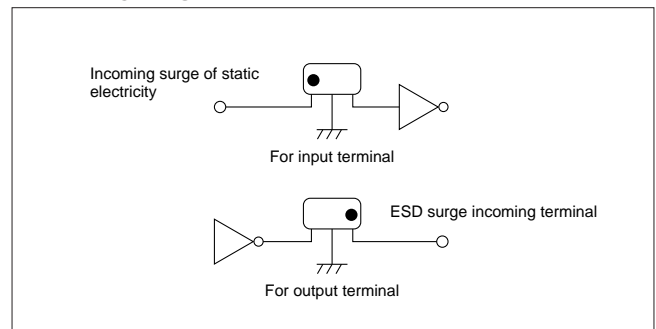 Incoming surge of static
electricity
For input terminal
ESD surge incoming terminal
For output terminal